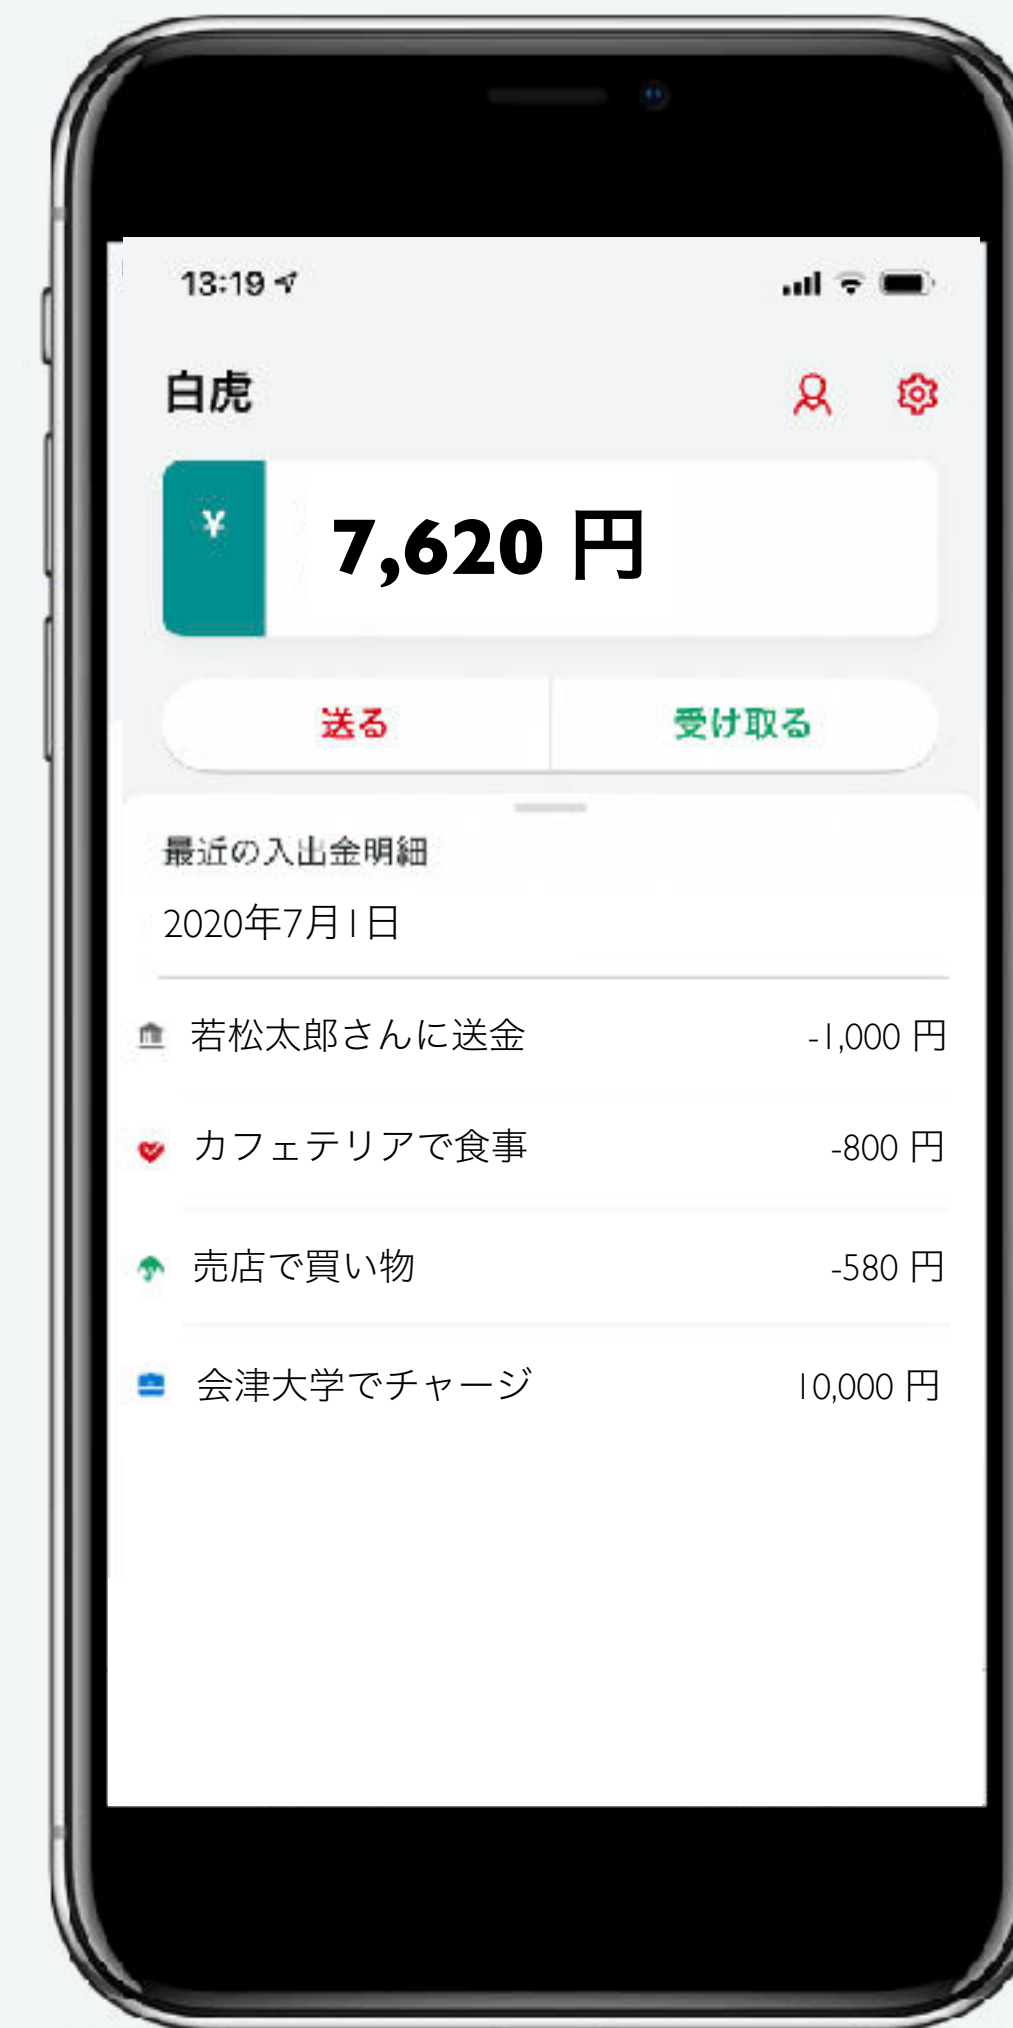 13:19
白虎
¥
7,620 円
送る 受け取る
最近の入出金明細
2020年7月1日
若松太郎さんに送金 -1,000 円
カフェテリアで食事 -800 円
売店で買い物 -580 円
会津大学でチャージ 10,000 円